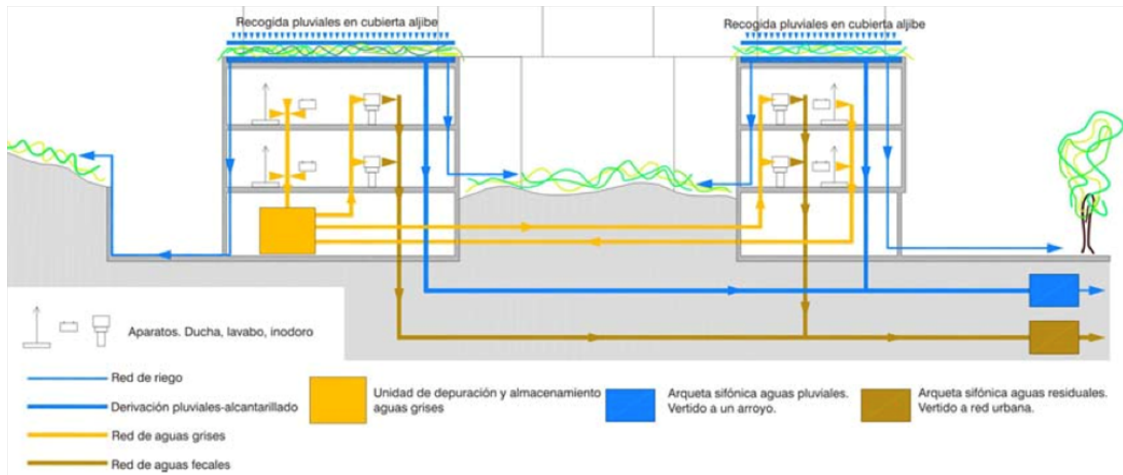 Recogida pluviales en cubierta aljibe
Recogida pluviales en cubierta aljibe
Aparatos. Ducha, lavabo, inodoro
Red de riego
Derivación pluviales-alcantarillado
Red de aguas grises
Red de aguas fecales
Unidad de depuración y almacenamiento
aguas grises
Arqueta sifónica aguas pluviales.
Vertido a un arroyo.
Arqueta sifónica aguas residuales.
Vertido a red urbana.